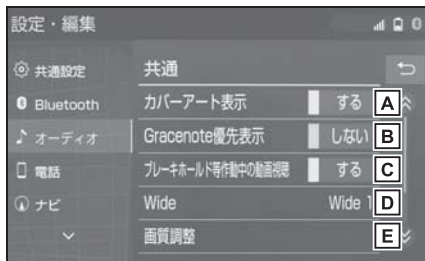 設定・編集
共通設定
Bluetooth
オーディオ
電話
ナビ
共通
カバーアート表示 する A
Gracenote優先表示 しない B
ブレーキホールド等作動中の動画視聴 する C
Wide Wide 1 D
画質調整 E